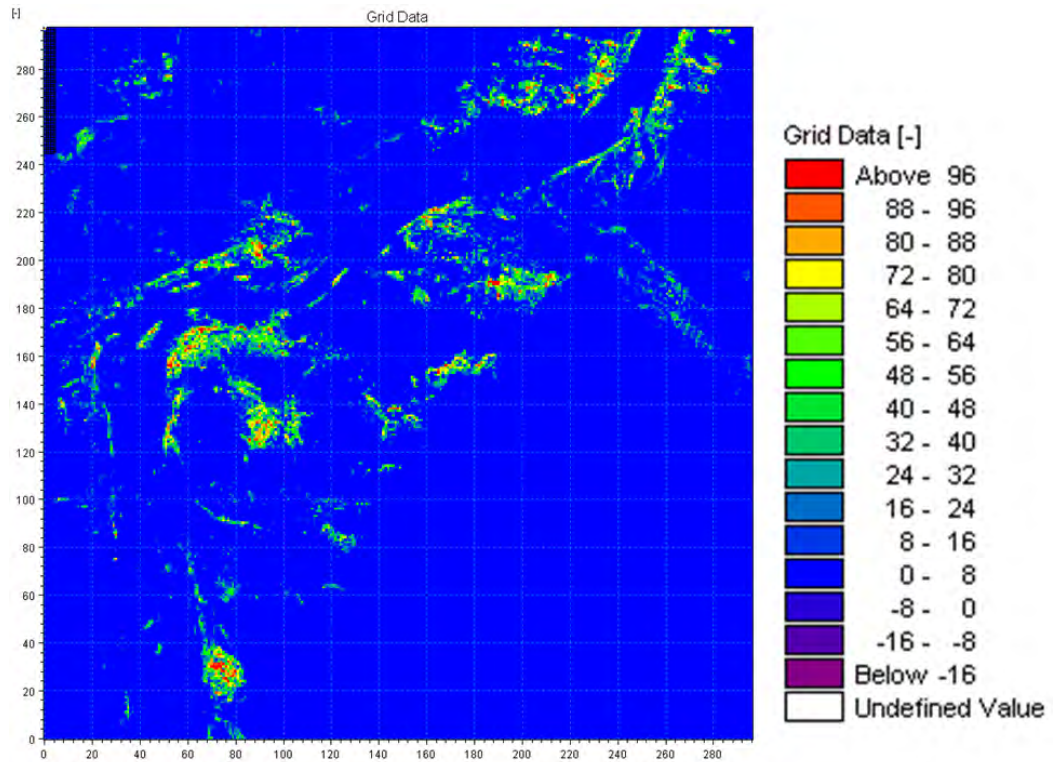 [-]
Grid Data
280
260
240
220
200
180
160
140
120
100
80
60
40
20
0
0 20 40 60 80 100 120 140 160 180 200 220 240 260 280
Grid Data [-]
Above 96
88 - 96
80 - 88
72 - 80
64 - 72
56 - 64
48 - 56
40 - 48
32 - 40
24 - 32
16 - 24
8 - 16
0 - 8
-8 - 0
-16 - -8
Below -16
Undefined Value